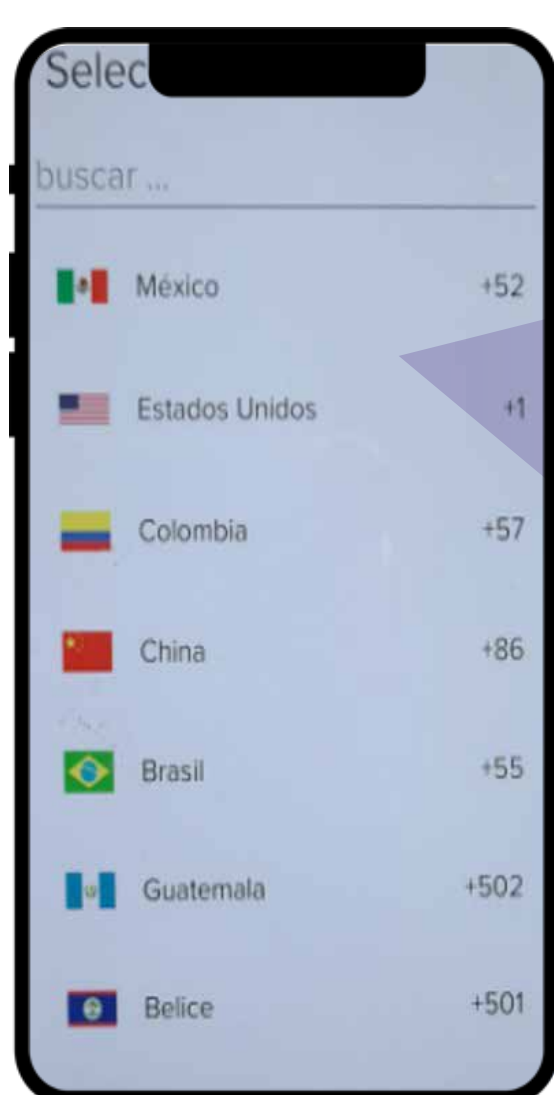 Selec
buscar ...
México +52
Estados Unidos +1
Colombia +57
China +86
Brasil +55
Guatemala +502
Belice +501